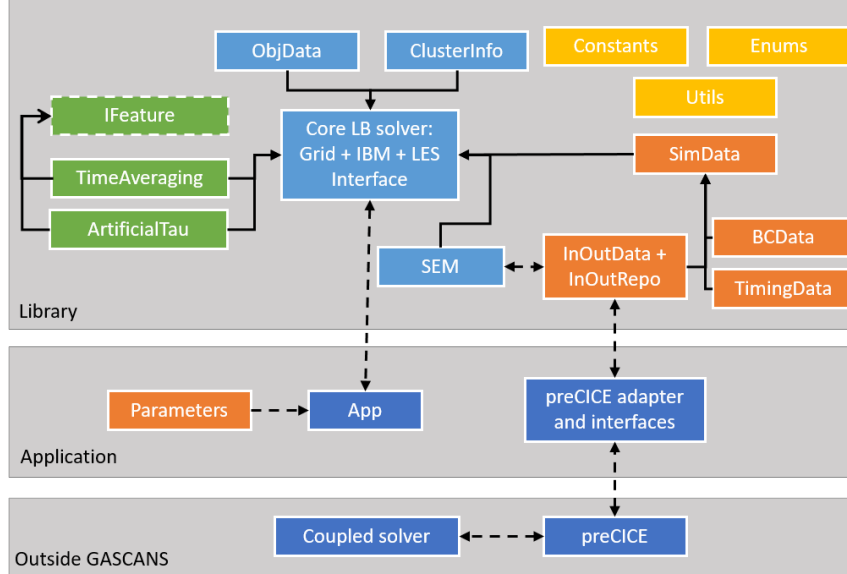 ObjData
ClusterInfo
Constants
Enums
Utils
IFeature
Core LB solver:
Grid + IBM + LES
Interface
SimData
TimeAveraging
ArtificialTau
BCData
SEM
InOutData +
InOutRepo
TimingData
Library
Parameters
App
preCICE adapter
and interfaces
Application
Coupled solver
preCICE
Outside GASCANS